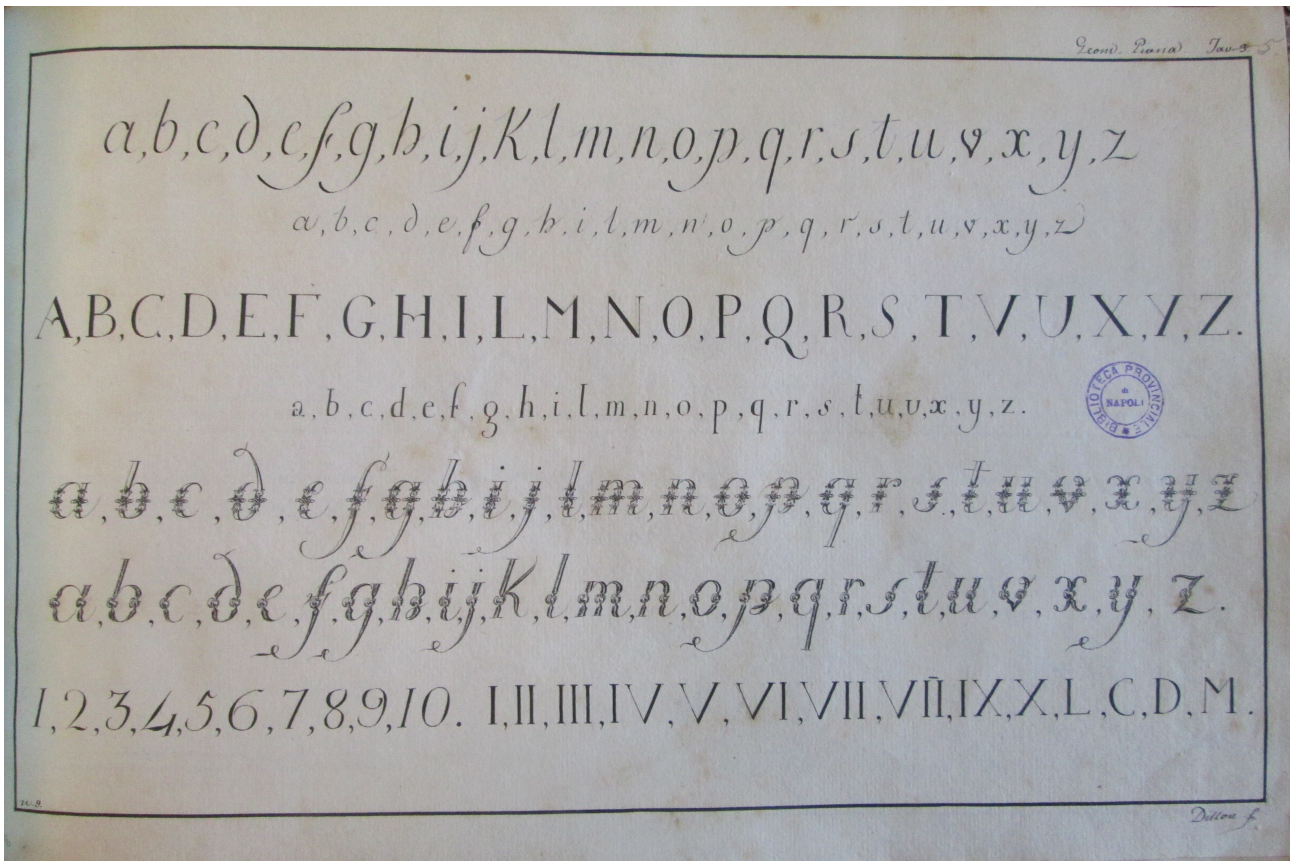 Geom. Piana Tav. 5
a,b,c,d,e,f,g,h,i,j,K,l,m,n,o,p,q,r,s,t,u,v,x,y,z
a,b,c,d,e,f,g,h,i,l,m,n,o,p,q,r,s,t,u,v,x,y,z
A,B,C,D,E,F,G,H,I,L,M,N,O,P,Q,R,S,T,V,U,X,Y,Z.
a,b,c,d,e,f,g,h,i,l,m,n,o,p,q,r,s,t,u,v,x,y,z.
BIBLIOTECA PROVINCIALE
di
NAPOLI
a,b,c,d,e,f,g,h,i,j,l,m,n,o,p,q,r,s,t,u,v,x,y,z
a,b,c,d,e,f,g,h,i,j,K,l,m,n,o,p,q,r,s,t,u,v,x,y,z.
1,2,3,4,5,6,7,8,9,10. I,II,III,IV,V,VI,VII,VIII,IX,X,L,C,D,M.
Dillon f.